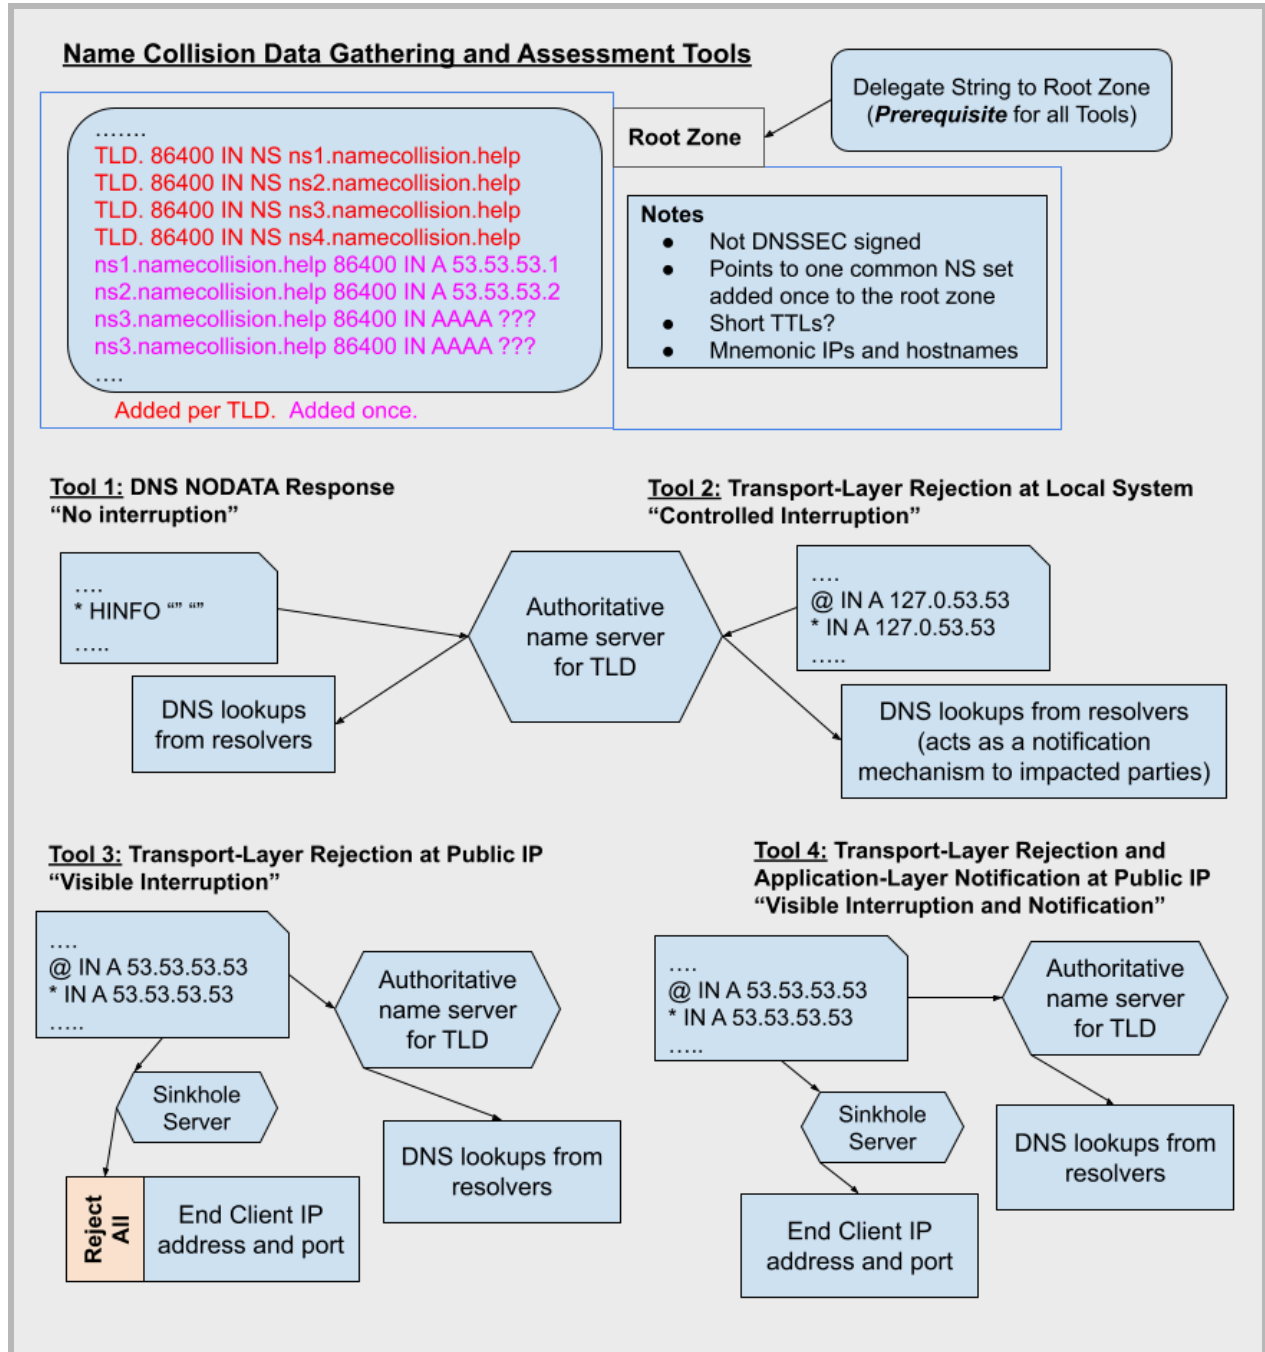 Name Collision Data Gathering and Assessment Tools
Delegate String to Root Zone
(Prerequisite for all Tools)
Root Zone
.......
TLD. 86400 IN NS ns1.namecollision.help
TLD. 86400 IN NS ns2.namecollision.help
TLD. 86400 IN NS ns3.namecollision.help
TLD. 86400 IN NS ns4.namecollision.help
ns1.namecollision.help 86400 IN A 53.53.53.1
ns2.namecollision.help 86400 IN A 53.53.53.2
ns3.namecollision.help 86400 IN AAAA ???
ns3.namecollision.help 86400 IN AAAA ???
....
Added per TLD. Added once.
Notes
● Not DNSSEC signed
● Points to one common NS set
added once to the root zone
● Short TTLs?
● Mnemonic IPs and hostnames
Tool 1: DNS NODATA Response
“No interruption”
....
* HINFO “” “”
.....
DNS lookups
from resolvers
Authoritative
name server
for TLD
Tool 2: Transport-Layer Rejection at Local System
“Controlled Interruption”
....
@ IN A 127.0.53.53
* IN A 127.0.53.53
.....
DNS lookups from resolvers
(acts as a notification
mechanism to impacted parties)
Tool 3: Transport-Layer Rejection at Public IP
“Visible Interruption”
....
@ IN A 53.53.53.53
* IN A 53.53.53.53
.....
Authoritative
name server
for TLD
Sinkhole
Server
DNS lookups from
resolvers
Reject
All
End Client IP
address and port
Tool 4: Transport-Layer Rejection and
Application-Layer Notification at Public IP
“Visible Interruption and Notification”
....
@ IN A 53.53.53.53
* IN A 53.53.53.53
.....
Authoritative
name server
for TLD
Sinkhole
Server
DNS lookups from
resolvers
End Client IP
address and port